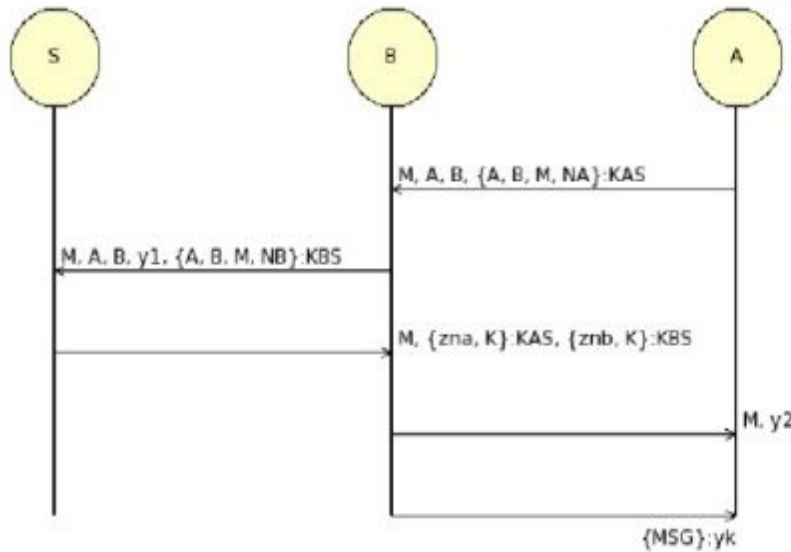 S
B
A
M, A, B, {A, B, M, NA}:KAS
M, A, B, y1, {A, B, M, NB}:KBS
M, {zna, K}:KAS, {znb, K}:KBS
M, y2
{MSG}:yk